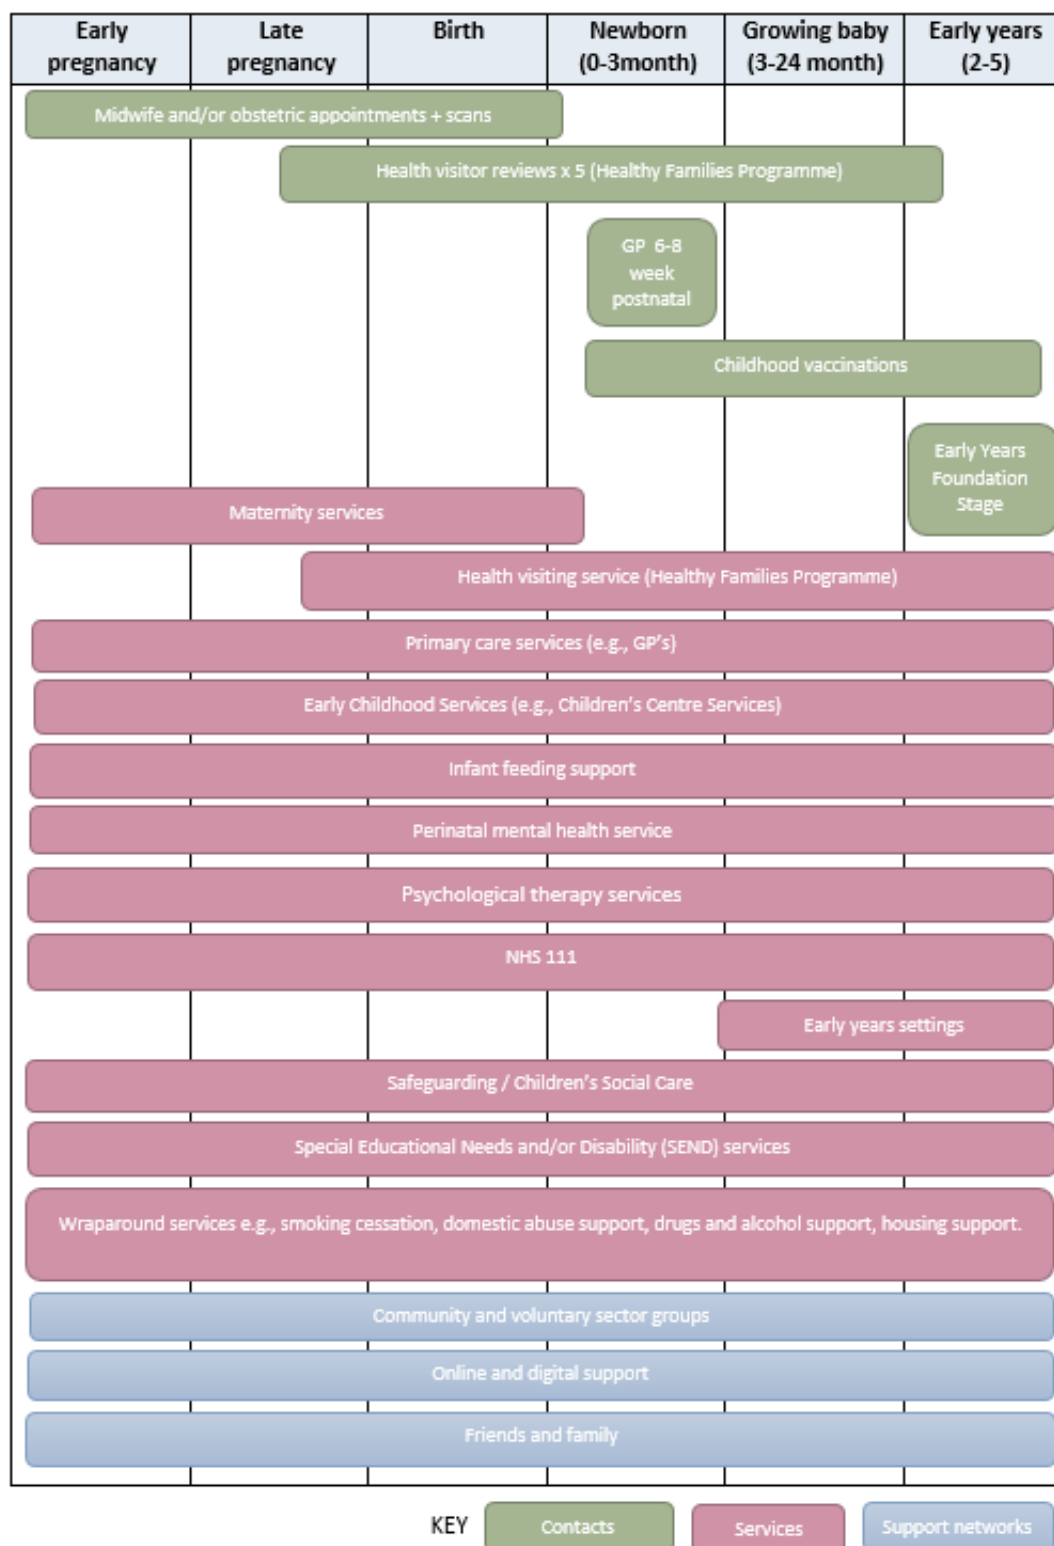 Early
pregnancy
Late
pregnancy
Birth
Newborn
(0-3month)
Growing baby
(3-24 month)
Early years
(2-5)
Midwife and/or obstetric appointments + scans
Health visitor reviews x 5 (Healthy Families Programme)
GP 6-8
week
postnatal
Childhood vaccinations
Early Years
Foundation
Stage
Maternity services
Health visiting service (Healthy Families Programme)
Primary care services (e.g., GP's)
Early Childhood Services (e.g., Children's Centre Services)
Infant feeding support
Perinatal mental health service
Psychological therapy services
NHS 111
Early years settings
Safeguarding / Children's Social Care
Special Educational Needs and/or Disability (SEND) services
Wraparound services e.g., smoking cessation, domestic abuse support, drugs and alcohol support, housing support.
Community and voluntary sector groups
Online and digital support
Friends and family
KEY
Contacts
Services
Support networks